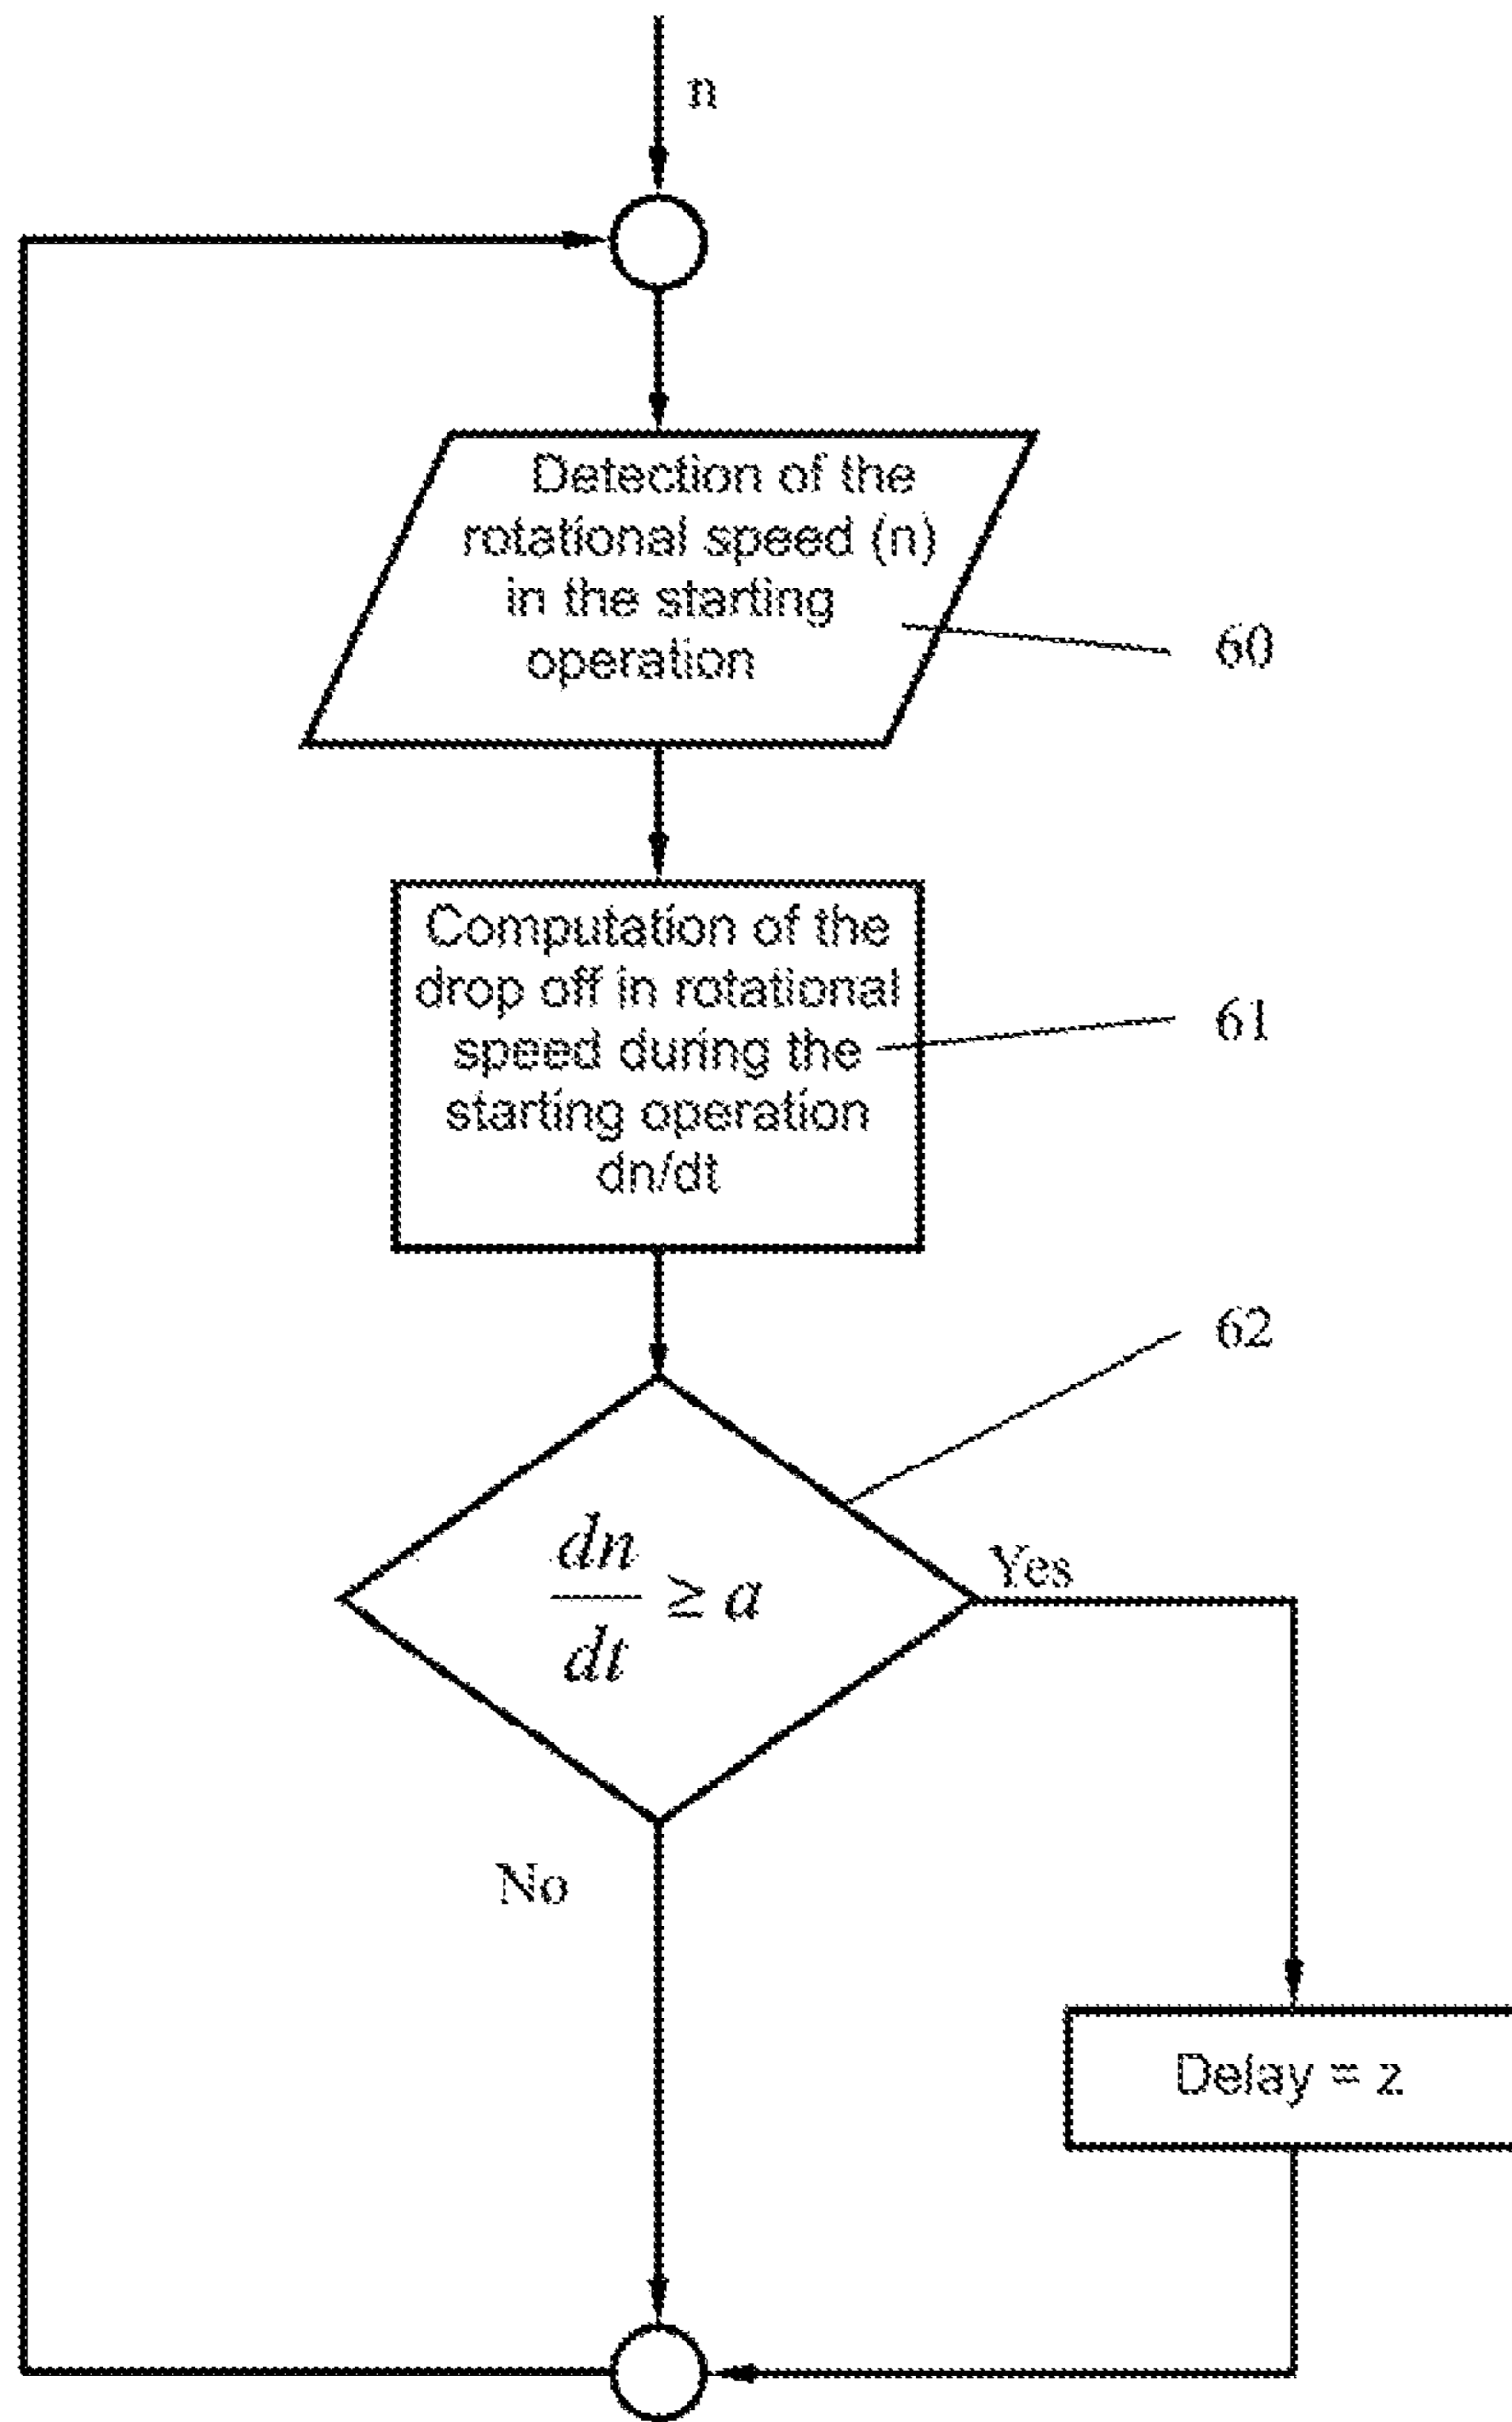 n
Detection of the
rotational speed (n)
in the starting
operation
60
Computation of the
drop off in rotational
speed during the
starting operation
dn/dt
61
62
dn
dt
≥ a
Yes
No
Delay = z